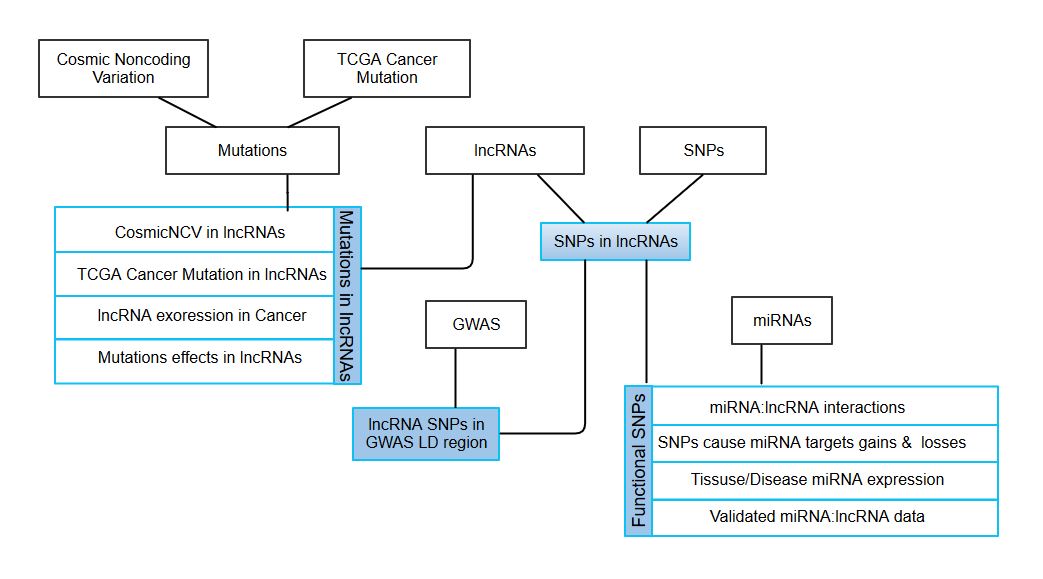 Cosmic Noncoding
Variation
TCGA Cancer
Mutation
Mutations
lncRNAs
SNPs
CosmicNCV in lncRNAs
TCGA Cancer Mutation in lncRNAs
lncRNA exoression in Cancer
Mutations effects in lncRNAs
Mutations in lncRNAs
SNPs in lncRNAs
GWAS
miRNAs
lncRNA SNPs in
GWAS LD region
Functional SNPs
miRNA:lncRNA interactions
SNPs cause miRNA targets gains & losses
Tissuse/Disease miRNA expression
Validated miRNA:lncRNA data